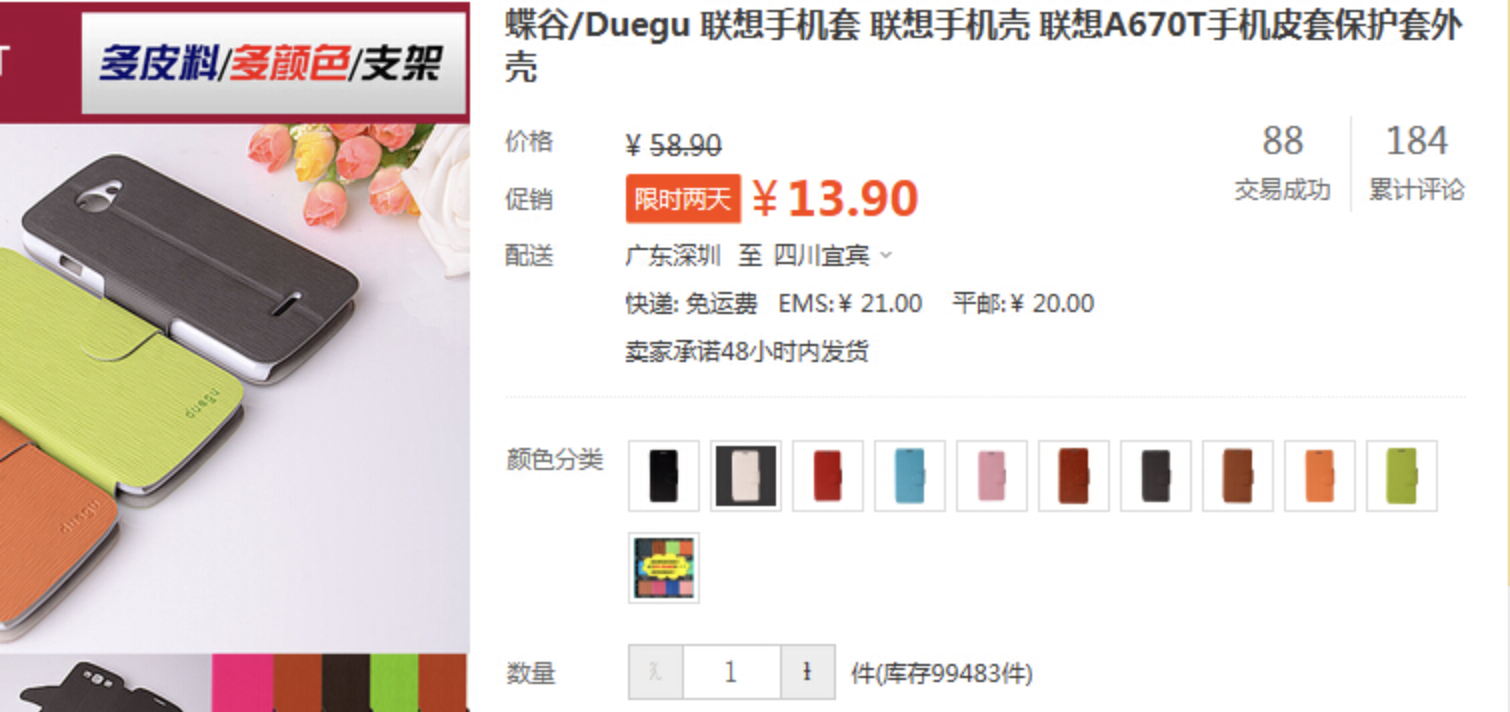 T
多皮料/多颜色/支架
duegu
duegu
蝶谷/Duegu 联想手机套 联想手机壳 联想A670T手机皮套保护套外
壳
价格
¥ 58.90
88
184
促销
限时两天 ¥ 13.90
交易成功
累计评论
配送
广东深圳 至 四川宜宾
快递: 免运费 EMS:¥ 21.00 平邮:¥ 20.00
卖家承诺48小时内发货
颜色分类
数量
1
件(库存99483件)